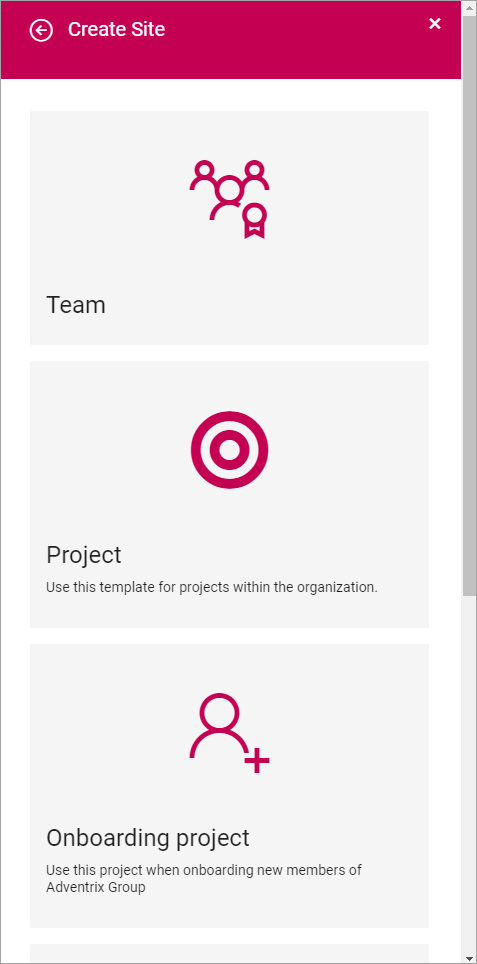 Create Site
Team
Project
Use this template for projects within the organization.
Onboarding project
Use this project when onboarding new members of
Adventrix Group